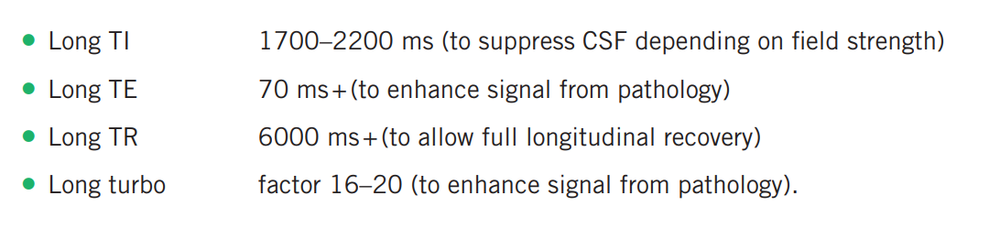 • Long TI 1700–2200 ms (to suppress CSF depending on field strength)
• Long TE 70 ms+(to enhance signal from pathology)
• Long TR 6000 ms+(to allow full longitudinal recovery)
• Long turbo factor 16–20 (to enhance signal from pathology).